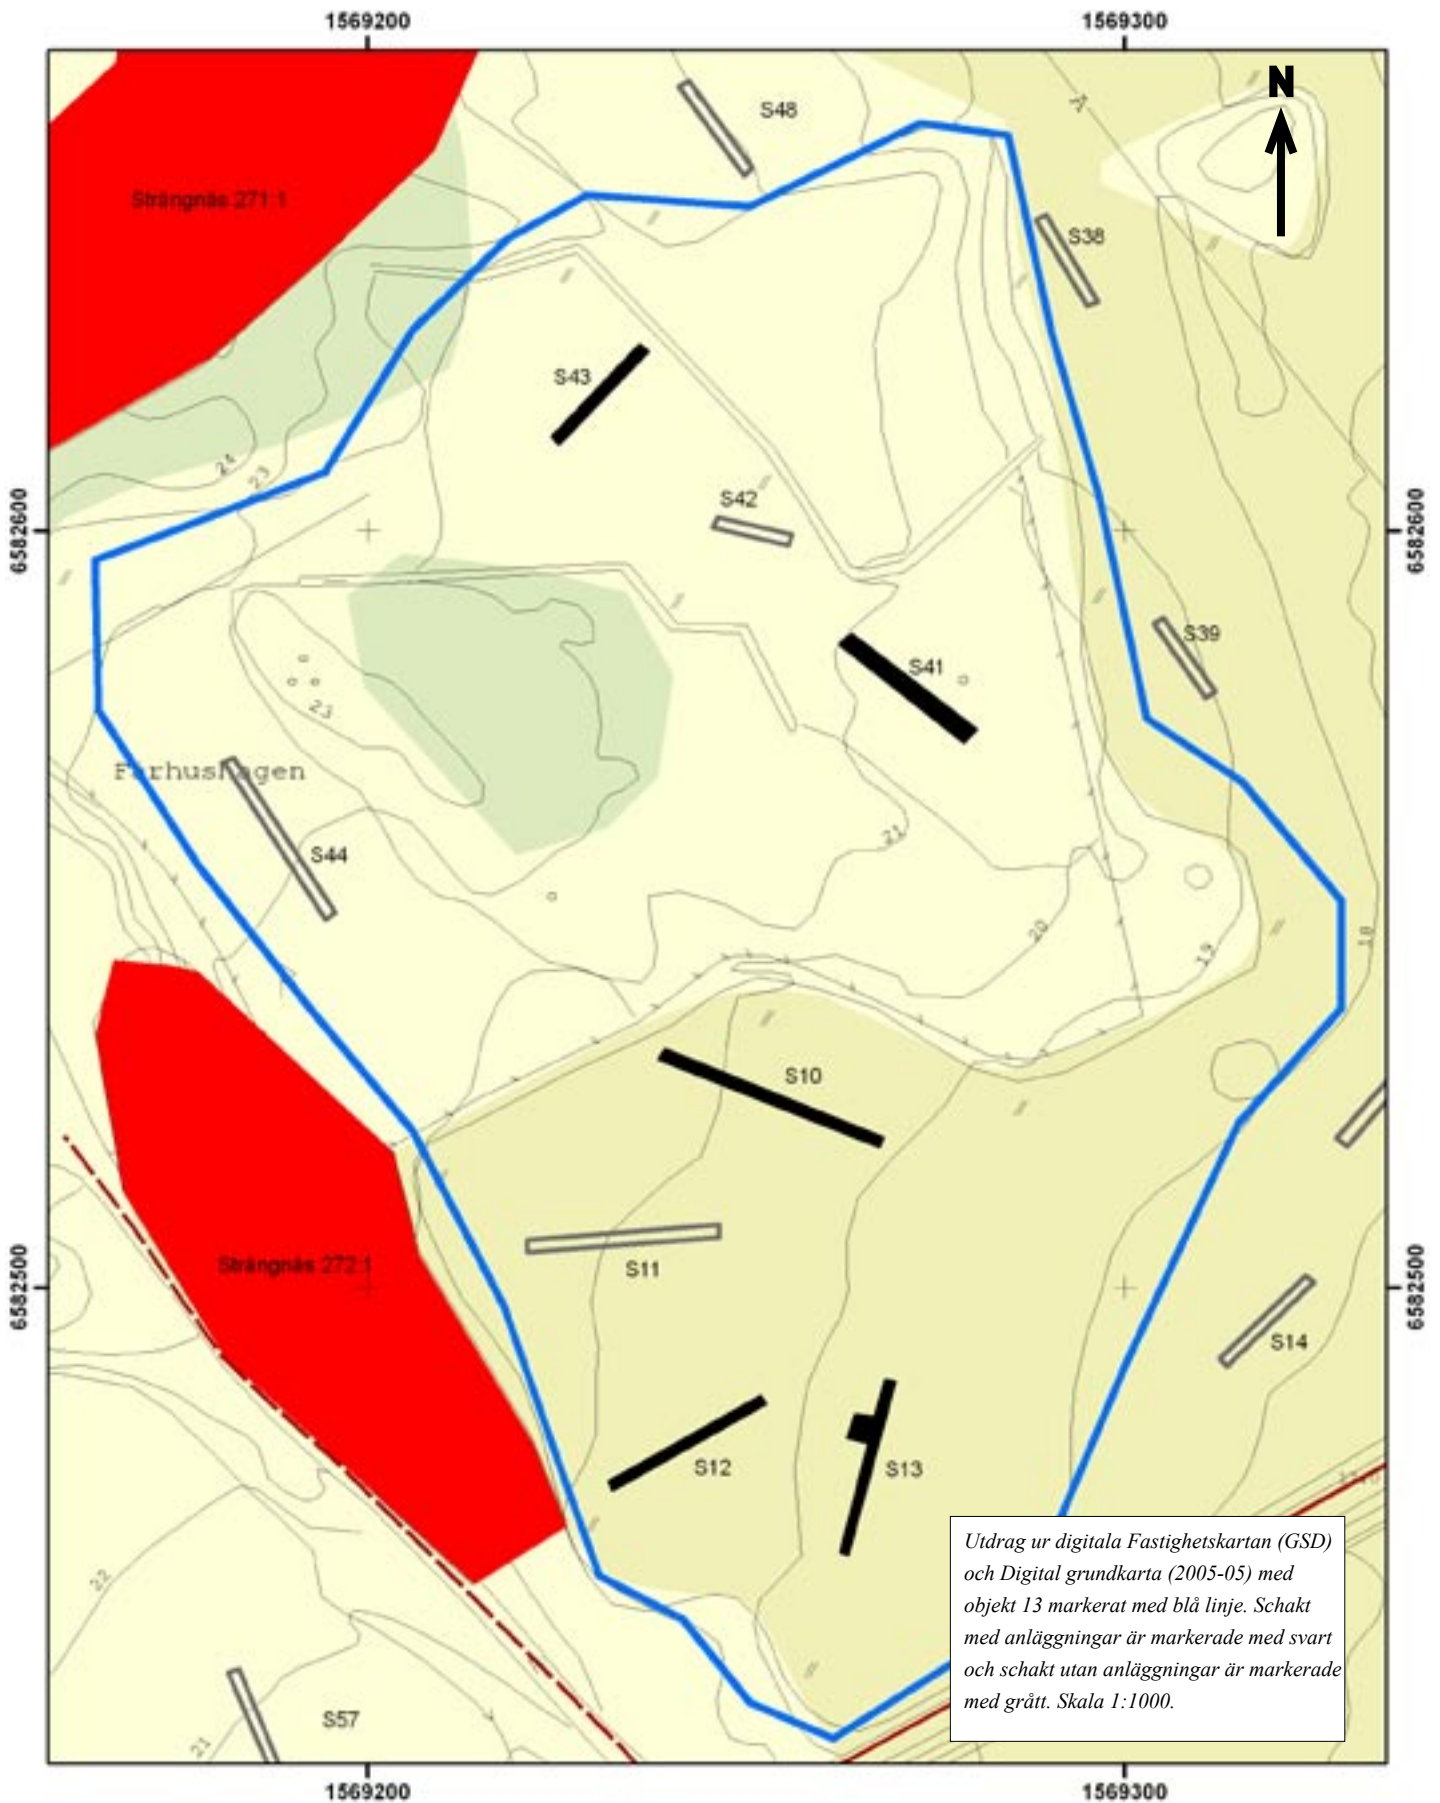 1569200
1569300
N
S48
Strängnäs 271:1
S38
S43
24
23
S42
6582600
6582600
S39
S41
23
Fårhushagen
21
S44
20
19
18
S10
S11
Strängnäs 272:1
6582500
6582500
S14
S12
S13
22
21
S57
Utdrag ur digitala Fastighetskartan (GSD)
och Digital grundkarta (2005-05) med
objekt 13 markerat med blå linje. Schakt
med anläggningar är markerade med svart
och schakt utan anläggningar är markerade
med grått. Skala 1:1000.
1569200
1569300